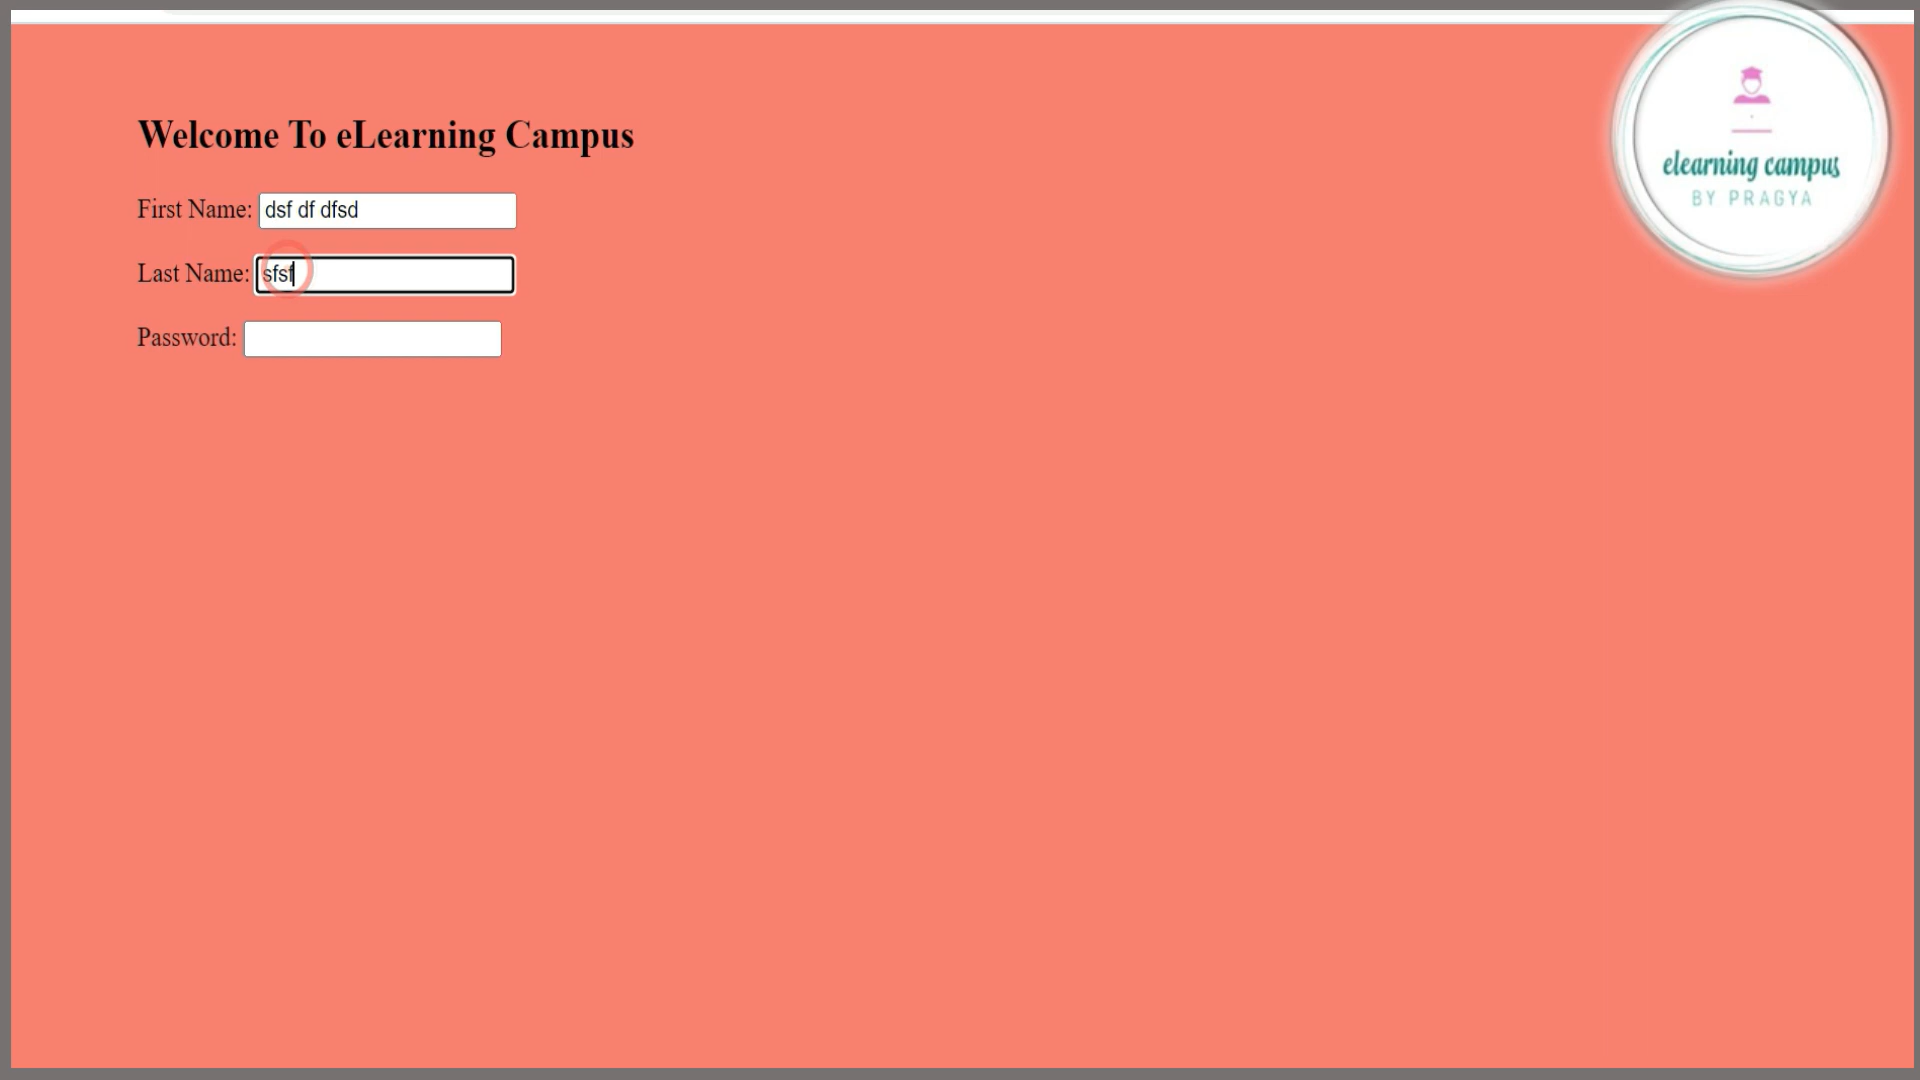 Welcome To eLearning Campus
First Name: dsf df dfsd
Last Name: sfsf
Password:
elearning campus
BY PRAGYA